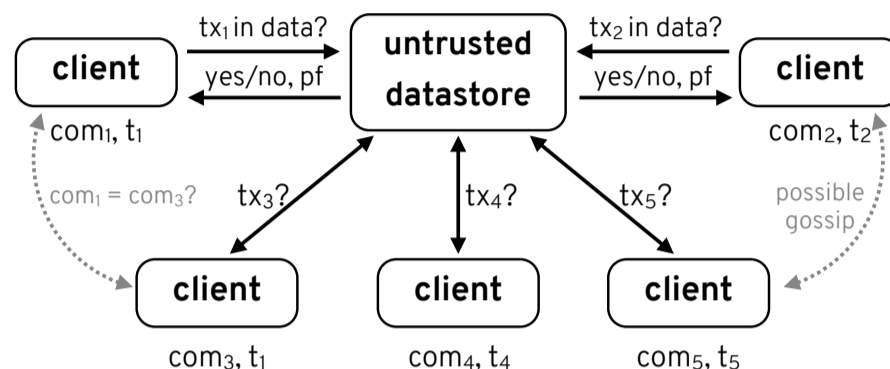 tx₁ in data?
untrusted
datastore
tx₂ in data?
client
yes/no, pf
yes/no, pf
client
com₁, t₁
com₂, t₂
com₁ = com₃?
tx₃?
tx₄?
tx₅?
possible
gossip
client
client
client
com₃, t₁
com₄, t₄
com₅, t₅